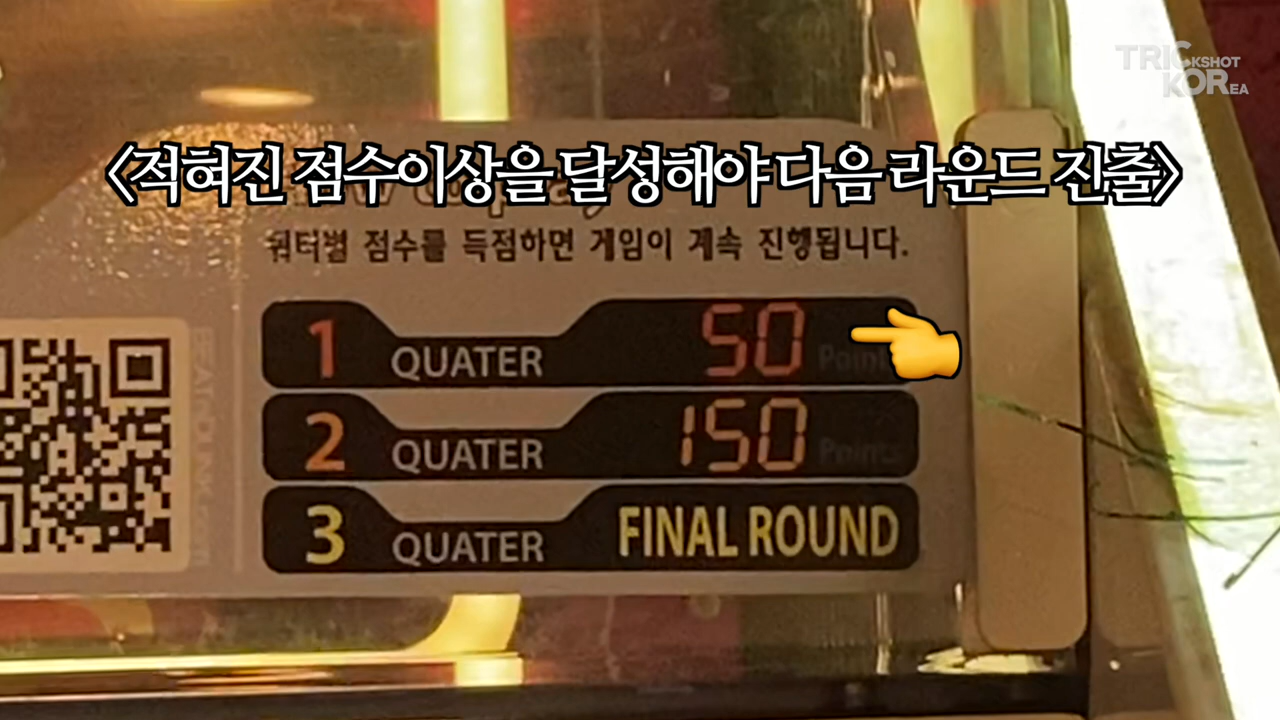 TRICKSHOT
KOREA
<적혀진 점수이상을 달성해야 다음 라운드 진출>
쿼터별 점수를 득점하면 게임이 계속 진행됩니다.
1 QUATER 50 Points
2 QUATER 150 Points
3 QUATER FINAL ROUND